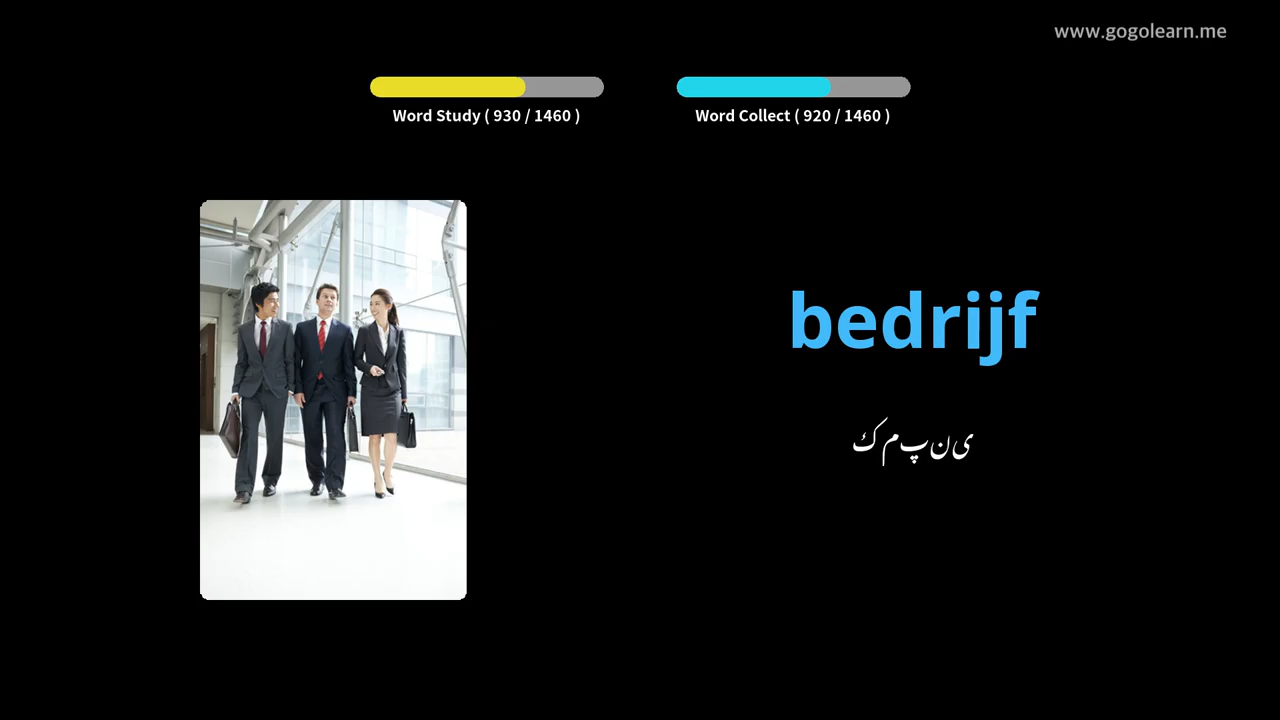 www.gogolearn.me
Word Study ( 930 / 1460 )
Word Collect ( 920 / 1460 )
bedrijf
ی ن پ م ک